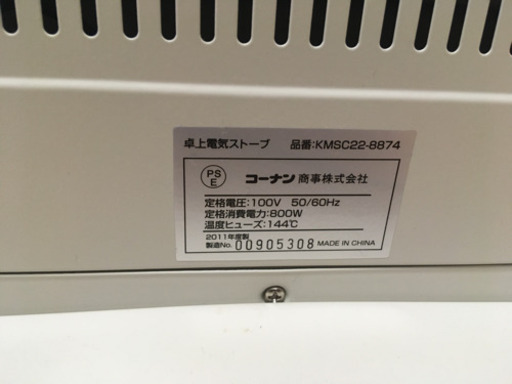 卓上電気ストーブ 品番:KMSC22-8874
PS
E
コーナン 商事株式会社
定格電圧:100V 50/60Hz
定格消費電力:800W
温度ヒューズ:144℃
2011年度製
製造No. 00905308 MADE IN CHINA